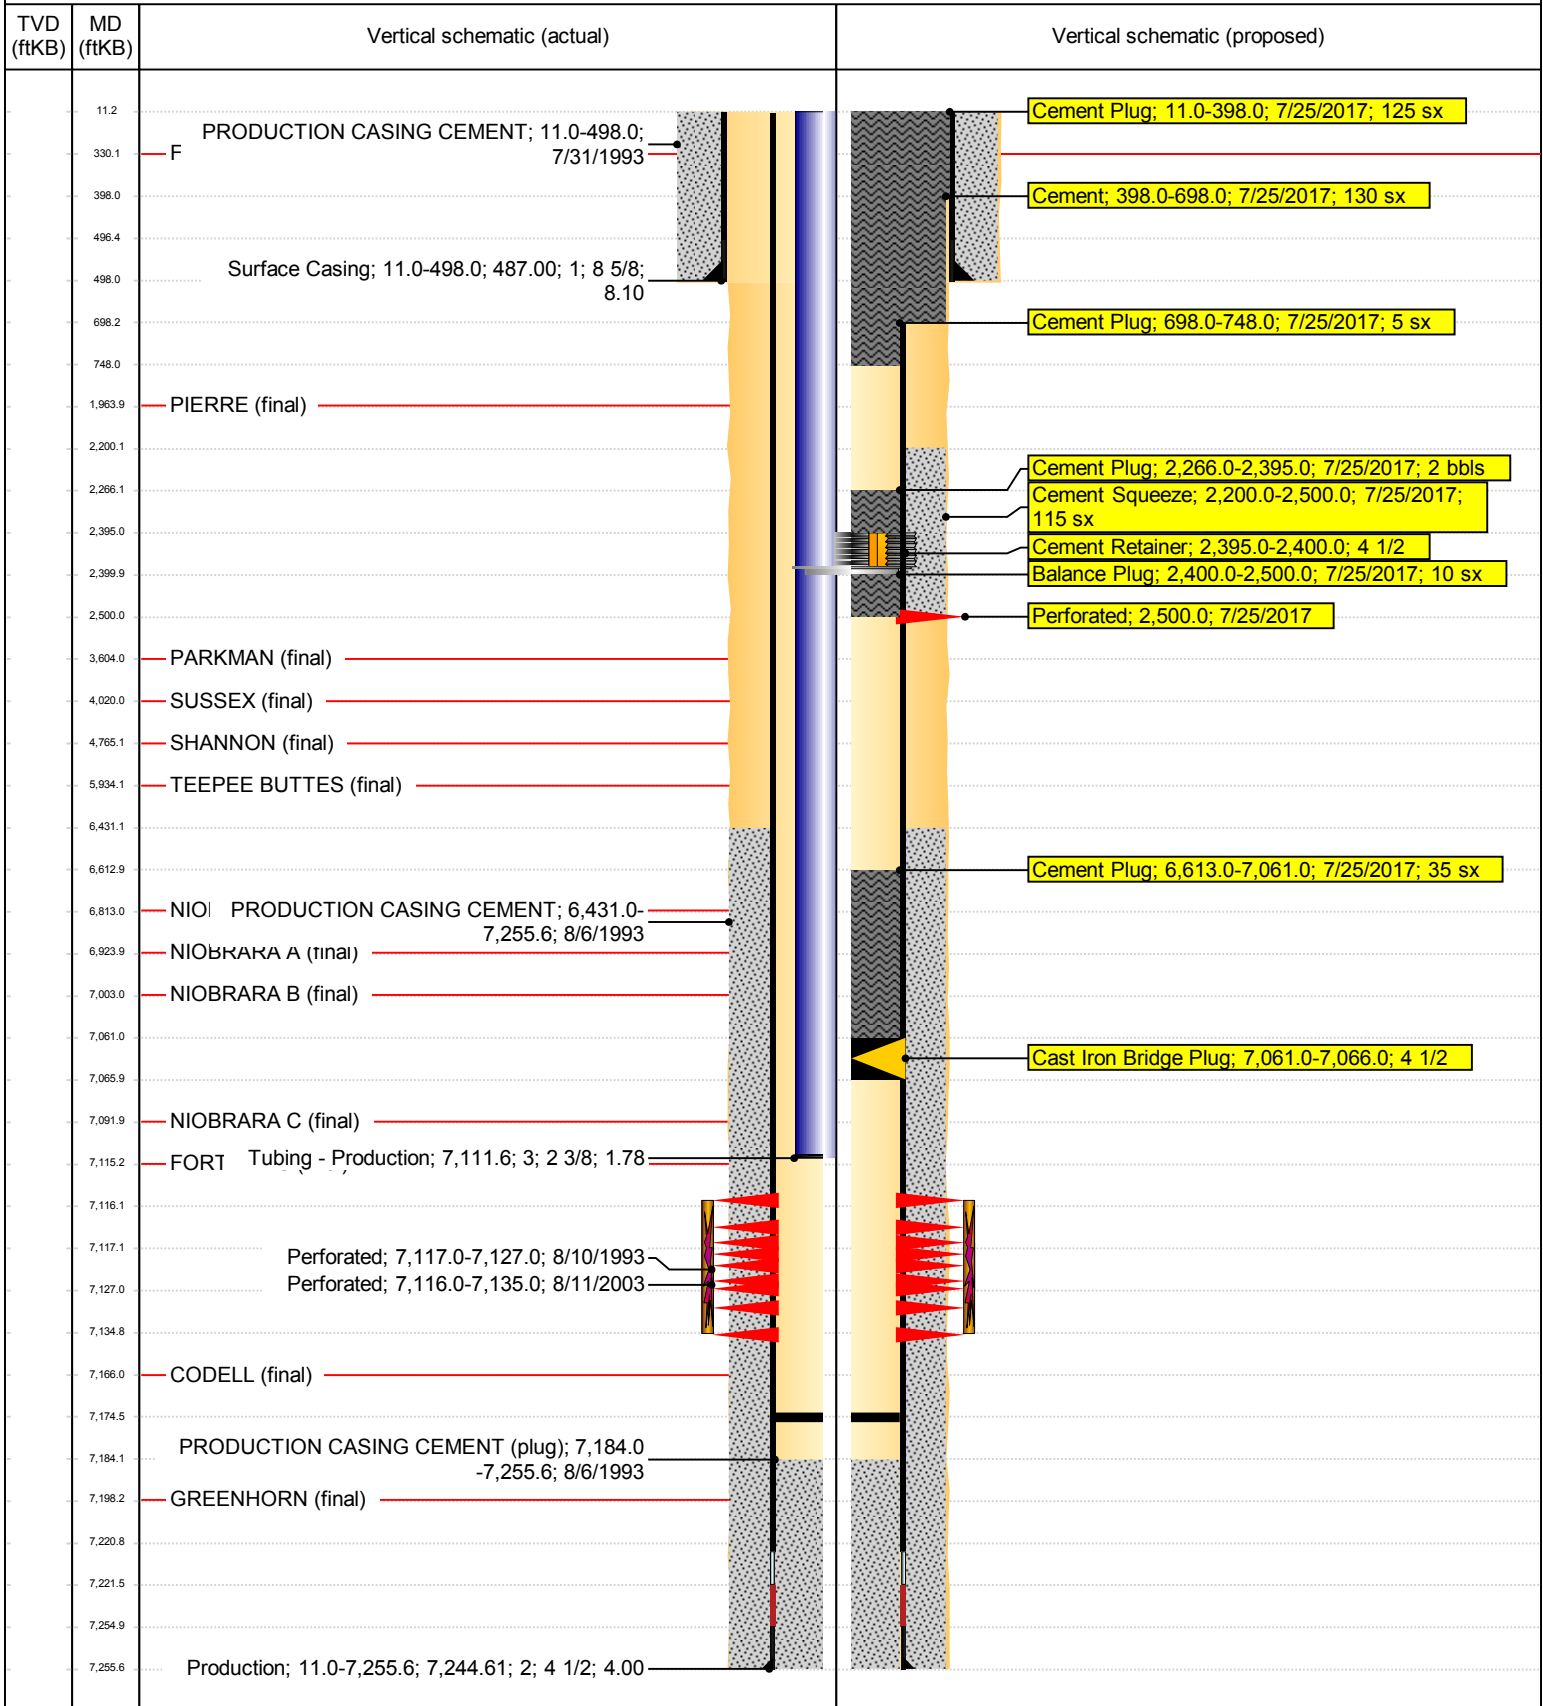 TVD
(ftKB)
MD
(ftKB)
Vertical schematic (actual)
Vertical schematic (proposed)
11.2
330.1
398.0
496.4
498.0
698.2
748.0
1,963.9
2,200.1
2,266.1
2,395.0
2,399.9
2,500.0
3,604.0
4,020.0
4,765.1
5,934.1
6,431.1
6,612.9
6,813.0
6,923.9
7,003.0
7,061.0
7,065.9
7,091.9
7,115.2
7,116.1
7,117.1
7,127.0
7,134.8
7,166.0
7,174.5
7,184.1
7,198.2
7,220.8
7,221.5
7,254.9
7,255.6
PRODUCTION CASING CEMENT; 11.0-498.0;
7/31/1993
F
Surface Casing; 11.0-498.0; 487.00; 1; 8 5/8;
8.10
PIERRE (final)
PARKMAN (final)
SUSSEX (final)
SHANNON (final)
TEEPEE BUTTES (final)
NIO
PRODUCTION CASING CEMENT; 6,431.0-
7,255.6; 8/6/1993
NIOBRARA A (final)
NIOBRARA B (final)
NIOBRARA C (final)
FORT
Tubing - Production; 7,111.6; 3; 2 3/8; 1.78
Perforated; 7,117.0-7,127.0; 8/10/1993
Perforated; 7,116.0-7,135.0; 8/11/2003
CODELL (final)
PRODUCTION CASING CEMENT (plug); 7,184.0
-7,255.6; 8/6/1993
GREENHORN (final)
Production; 11.0-7,255.6; 7,244.61; 2; 4 1/2; 4.00
Cement Plug; 11.0-398.0; 7/25/2017; 125 sx
Cement; 398.0-698.0; 7/25/2017; 130 sx
Cement Plug; 698.0-748.0; 7/25/2017; 5 sx
Cement Plug; 2,266.0-2,395.0; 7/25/2017; 2 bbls
Cement Squeeze; 2,200.0-2,500.0; 7/25/2017;
115 sx
Cement Retainer; 2,395.0-2,400.0; 4 1/2
Balance Plug; 2,400.0-2,500.0; 7/25/2017; 10 sx
Perforated; 2,500.0; 7/25/2017
Cement Plug; 6,613.0-7,061.0; 7/25/2017; 35 sx
Cast Iron Bridge Plug; 7,061.0-7,066.0; 4 1/2